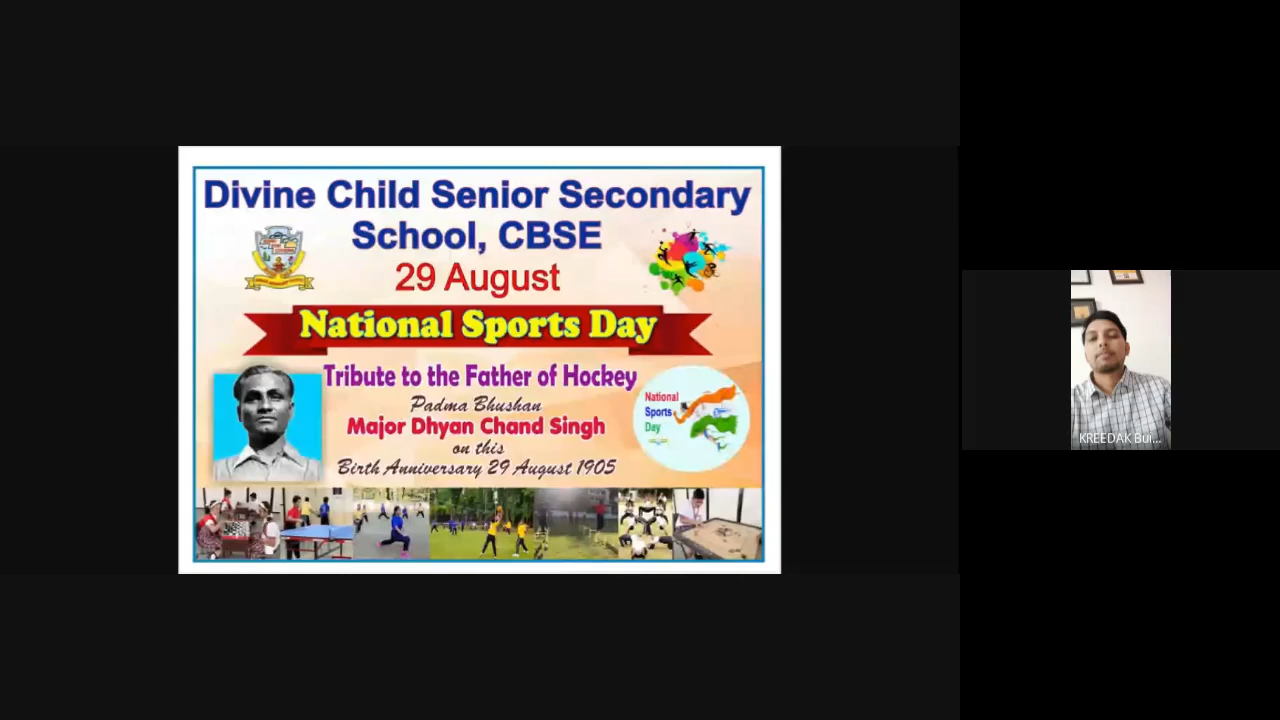 Divine Child Senior Secondary
School, CBSE
29 August
National Sports Day
Tribute to the Father of Hockey
Padma Bhushan
Major Dhyan Chand Singh
on this
Birth Anniversary 29 August 1905
National
Sports
Day
KREEDAK Bui...